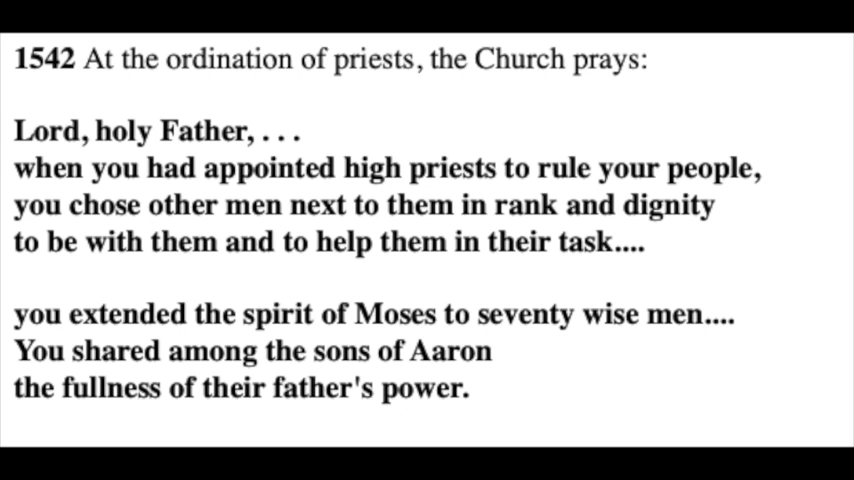 1542 At the ordination of priests, the Church prays:
Lord, holy Father, . . .
when you had appointed high priests to rule your people,
you chose other men next to them in rank and dignity
to be with them and to help them in their task....
you extended the spirit of Moses to seventy wise men....
You shared among the sons of Aaron
the fullness of their father's power.